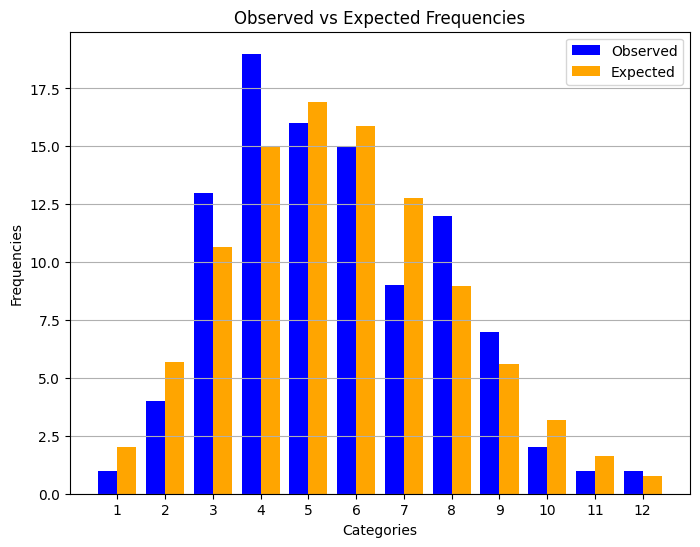 Observed vs Expected Frequencies
Observed
Expected
17.5
15.0
12.5
10.0
7.5
5.0
2.5
0.0
Frequencies
1 2 3 4 5 6 7 8 9 10 11 12
Categories